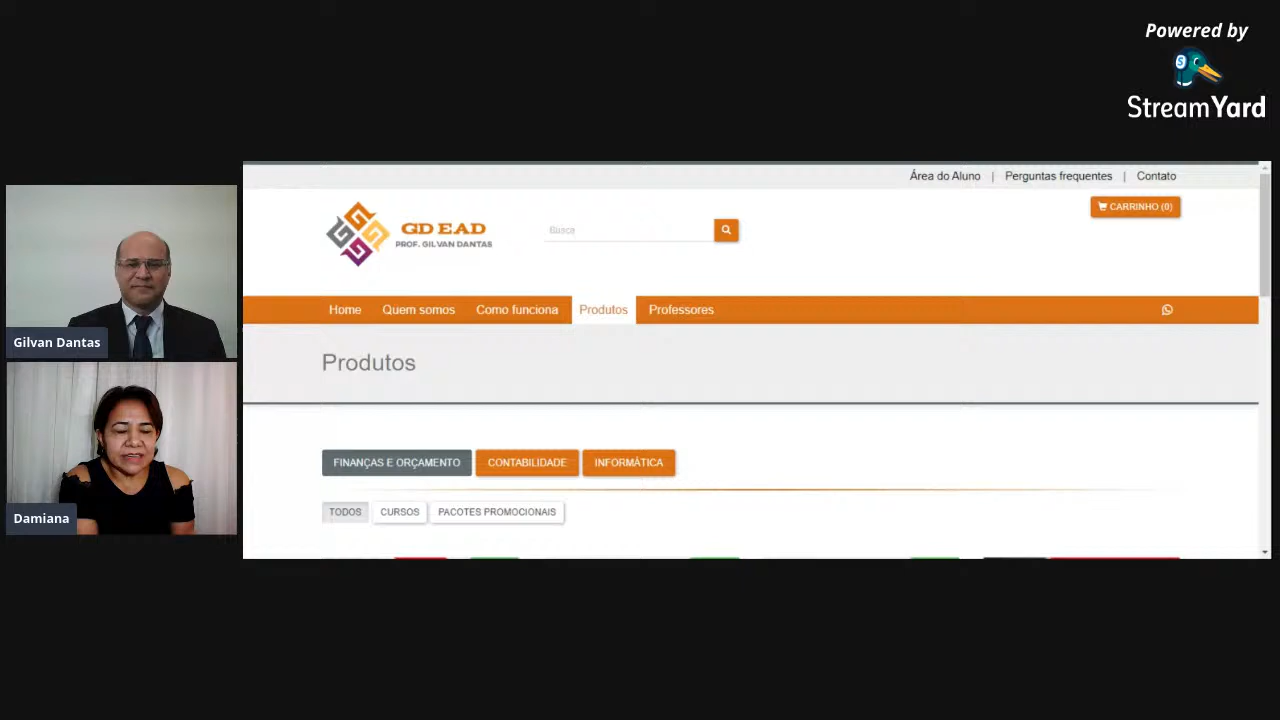 Powered by
StreamYard
Área do Aluno | Perguntas frequentes | Contato
CARRINHO (0)
GD EAD
PROF. GILVAN DANTAS
Busca
Home Quem somos Como funciona Produtos Professores
Produtos
FINANÇAS E ORÇAMENTO CONTABILIDADE INFORMÁTICA
TODOS CURSOS PACOTES PROMOCIONAIS
Gilvan Dantas
Damiana